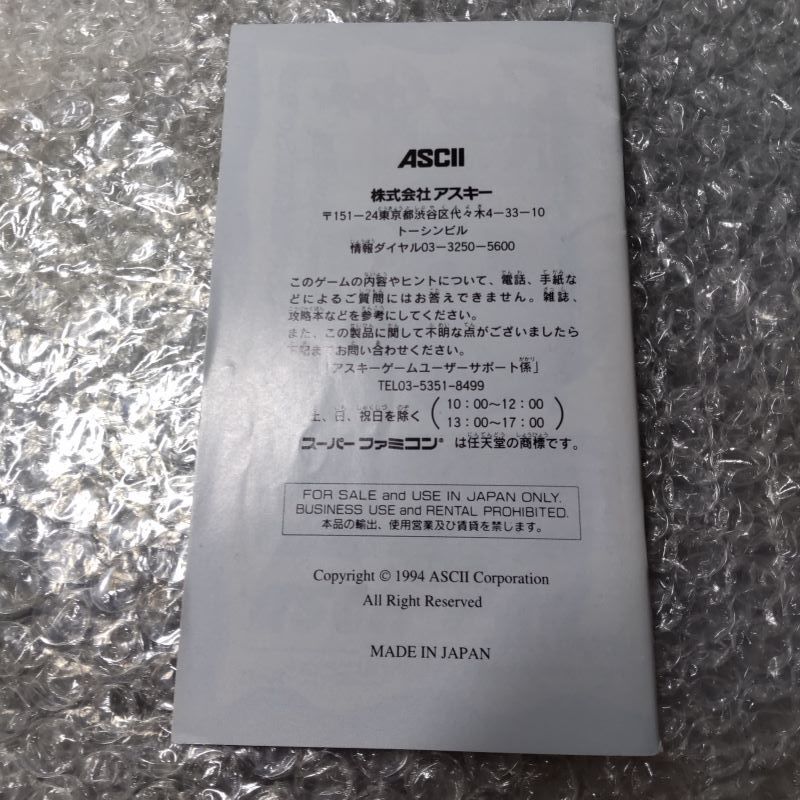 ASCII
株式会社アスキー
〒151-24東京都渋谷区代々木4-33-10
トーシンビル
情報ダイヤル03-3250-5600
このゲームの内容やヒントについて、電話、手紙な
どによるご質問にはお答えできません。雑誌、
攻略本などを参考にしてください。
また、この製品に関して不明な点がございましたら
下記までお問い合わせください。
「アスキーゲームユーザーサポート係」
TEL03-5351-8499
土、日、祝日を除く(10:00~12:00
13:00~17:00)
スーパーファミコン®は任天堂の商標です。
FOR SALE and USE IN JAPAN ONLY.
BUSINESS USE and RENTAL PROHIBITED.
本品の輸出、使用営業及び賃貸を禁じます。
Copyright © 1994 ASCII Corporation
All Right Reserved
MADE IN JAPAN